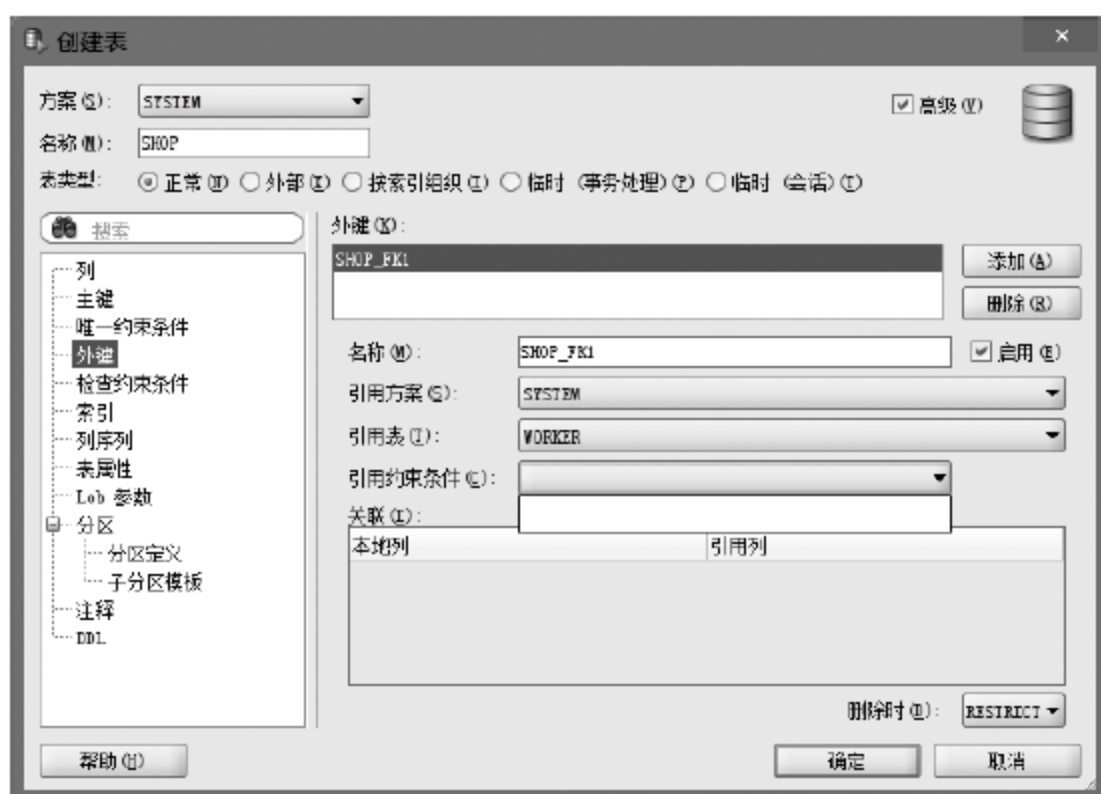 创建表
方案(S): SYSTEM 高级(V)
名称(M): SHOP
表类型: 正常(N) 外部(X) 按索引组织(I) 临时 (事务处理)(P) 临时 (会话)(T)
搜索
列
主键
唯一约束条件
外键
检查约束条件
索引
列序列
表属性
Lob 参数
分区
分区定义
子分区模板
注释
DDL
外键(K):
SHOP_FK1
添加(A)
删除(R)
名称(M): SHOP_FK1 启用(E)
引用方案(S): SYSTEM
引用表(T): WORKER
引用约束条件(C):
关联(I):
本地列 引用列
删除时(D): RESTRICT
帮助(H) 确定 取消